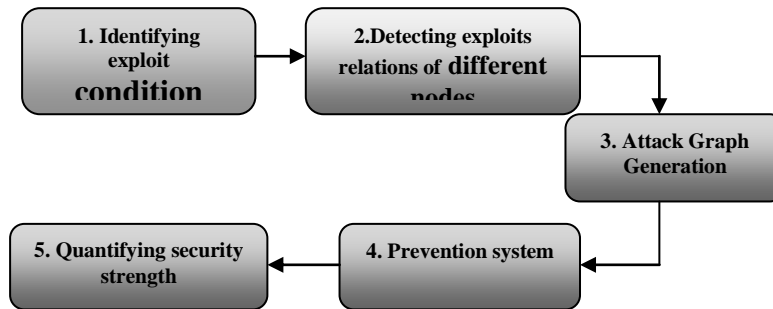 1. Identifying
exploit
condition
2.Detecting exploits
relations of different
nodes
3. Attack Graph
Generation
4. Prevention system
5. Quantifying security
strength